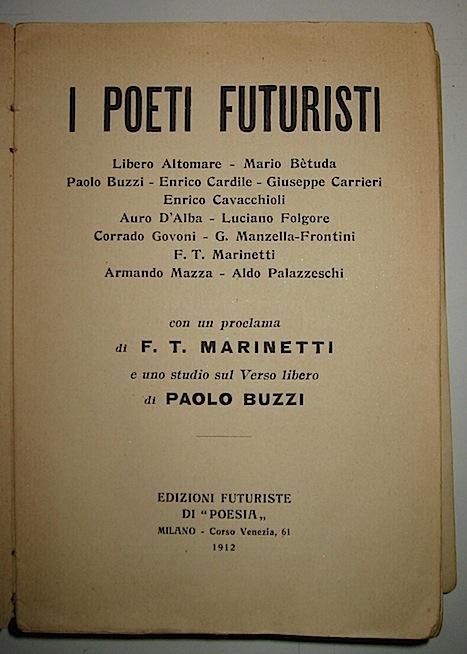 I POETI FUTURISTI
Libero Altomare - Mario Bètuda
Paolo Buzzi - Enrico Cardile - Giuseppe Carrieri
Enrico Cavacchioli
Auro D'Alba - Luciano Folgore
Corrado Govoni - G. Manzella-Frontini
F. T. Marinetti
Armando Mazza - Aldo Palazzeschi
con un proclama
di F. T. MARINETTI
e uno studio sul Verso libero
di PAOLO BUZZI
EDIZIONI FUTURISTE
DI "POESIA„
MILANO - Corso Venezia, 61
1912